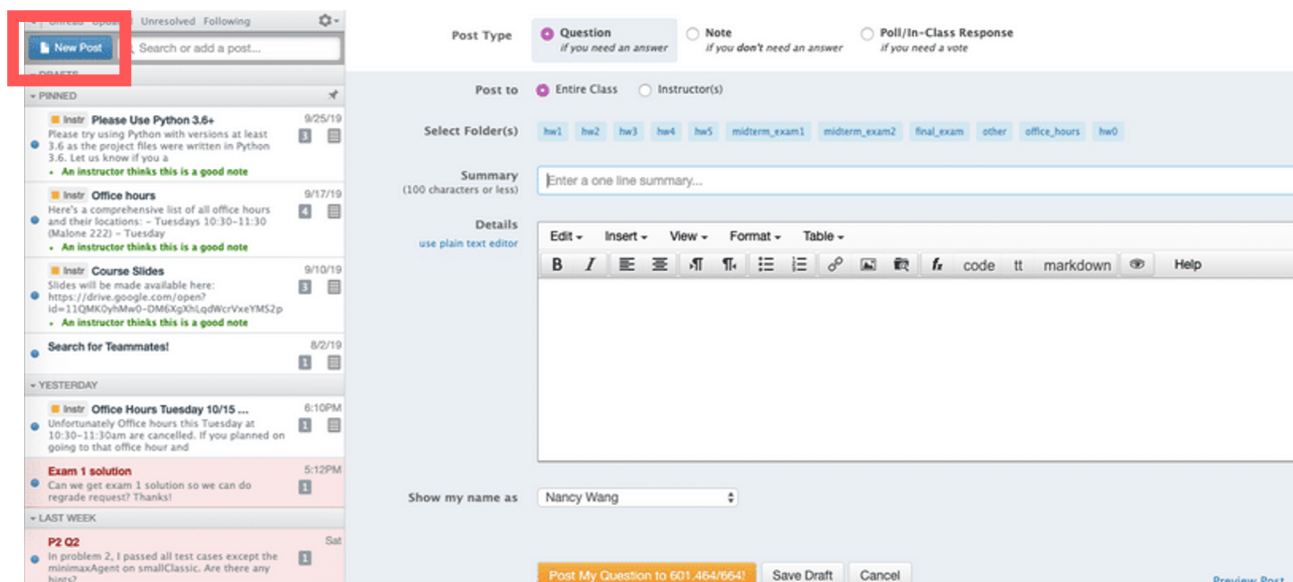 Unresolved Following
New Post
Search or add a post...
DRAFTS
PINNED
Instr Please Use Python 3.6+ 9/25/19
Please try using Python with versions at least
3.6 as the project files were written in Python
3.6. Let us know if you a
3
• An instructor thinks this is a good note
Instr Office hours 9/17/19
Here's a comprehensive list of all office hours
and their locations: – Tuesdays 10:30–11:30
(Malone 222) – Tuesday
4
• An instructor thinks this is a good note
Instr Course Slides 9/10/19
Slides will be made available here:
https://drive.google.com/open?
id=11QMK0yhMw0-DM6XgXhLqdWcrVxeYMS2p
3
• An instructor thinks this is a good note
Search for Teammates! 8/2/19
1
YESTERDAY
Instr Office Hours Tuesday 10/15 ... 6:10PM
Unfortunately Office hours this Tuesday at
10:30–11:30am are cancelled. If you planned on
going to that office hour and
1
Exam 1 solution 5:12PM
Can we get exam 1 solution so we can do
regrade request? Thanks!
1
LAST WEEK
P2 Q2 Sat
In problem 2, I passed all test cases except the
minimaxAgent on smallClassic. Are there any
hints?
1
Post Type
Question
if you need an answer
Note
if you don't need an answer
Poll/In-Class Response
if you need a vote
Post to Entire Class Instructor(s)
Select Folder(s) hw1 hw2 hw3 hw4 hw5 midterm_exam1 midterm_exam2 final_exam other office_hours hw0
Summary
(100 characters or less)
Enter a one line summary...
Details
use plain text editor
Edit Insert View Format Table
B I fx code tt markdown Help
Show my name as Nancy Wang
Post My Question to 601.464/664! Save Draft Cancel
Preview Post